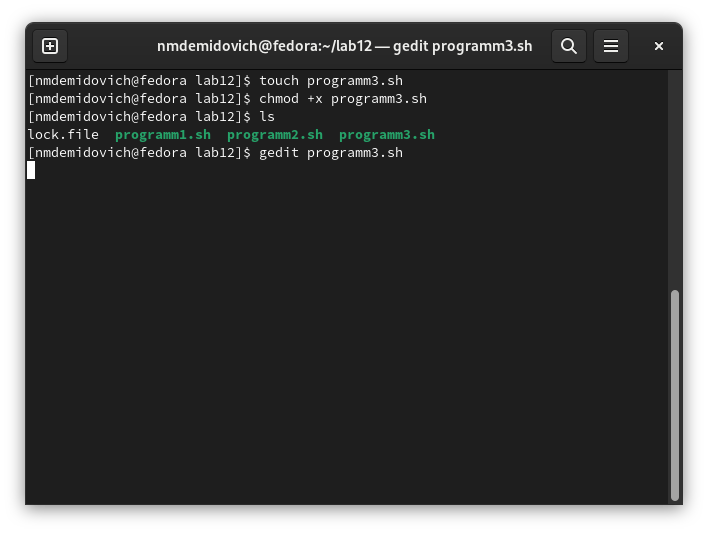 nmdemidovich@fedora:~/lab12 — gedit programm3.sh
[nmdemidovich@fedora lab12]$ touch programm3.sh
[nmdemidovich@fedora lab12]$ chmod +x programm3.sh
[nmdemidovich@fedora lab12]$ ls
lock.file  programm1.sh  programm2.sh  programm3.sh
[nmdemidovich@fedora lab12]$ gedit programm3.sh